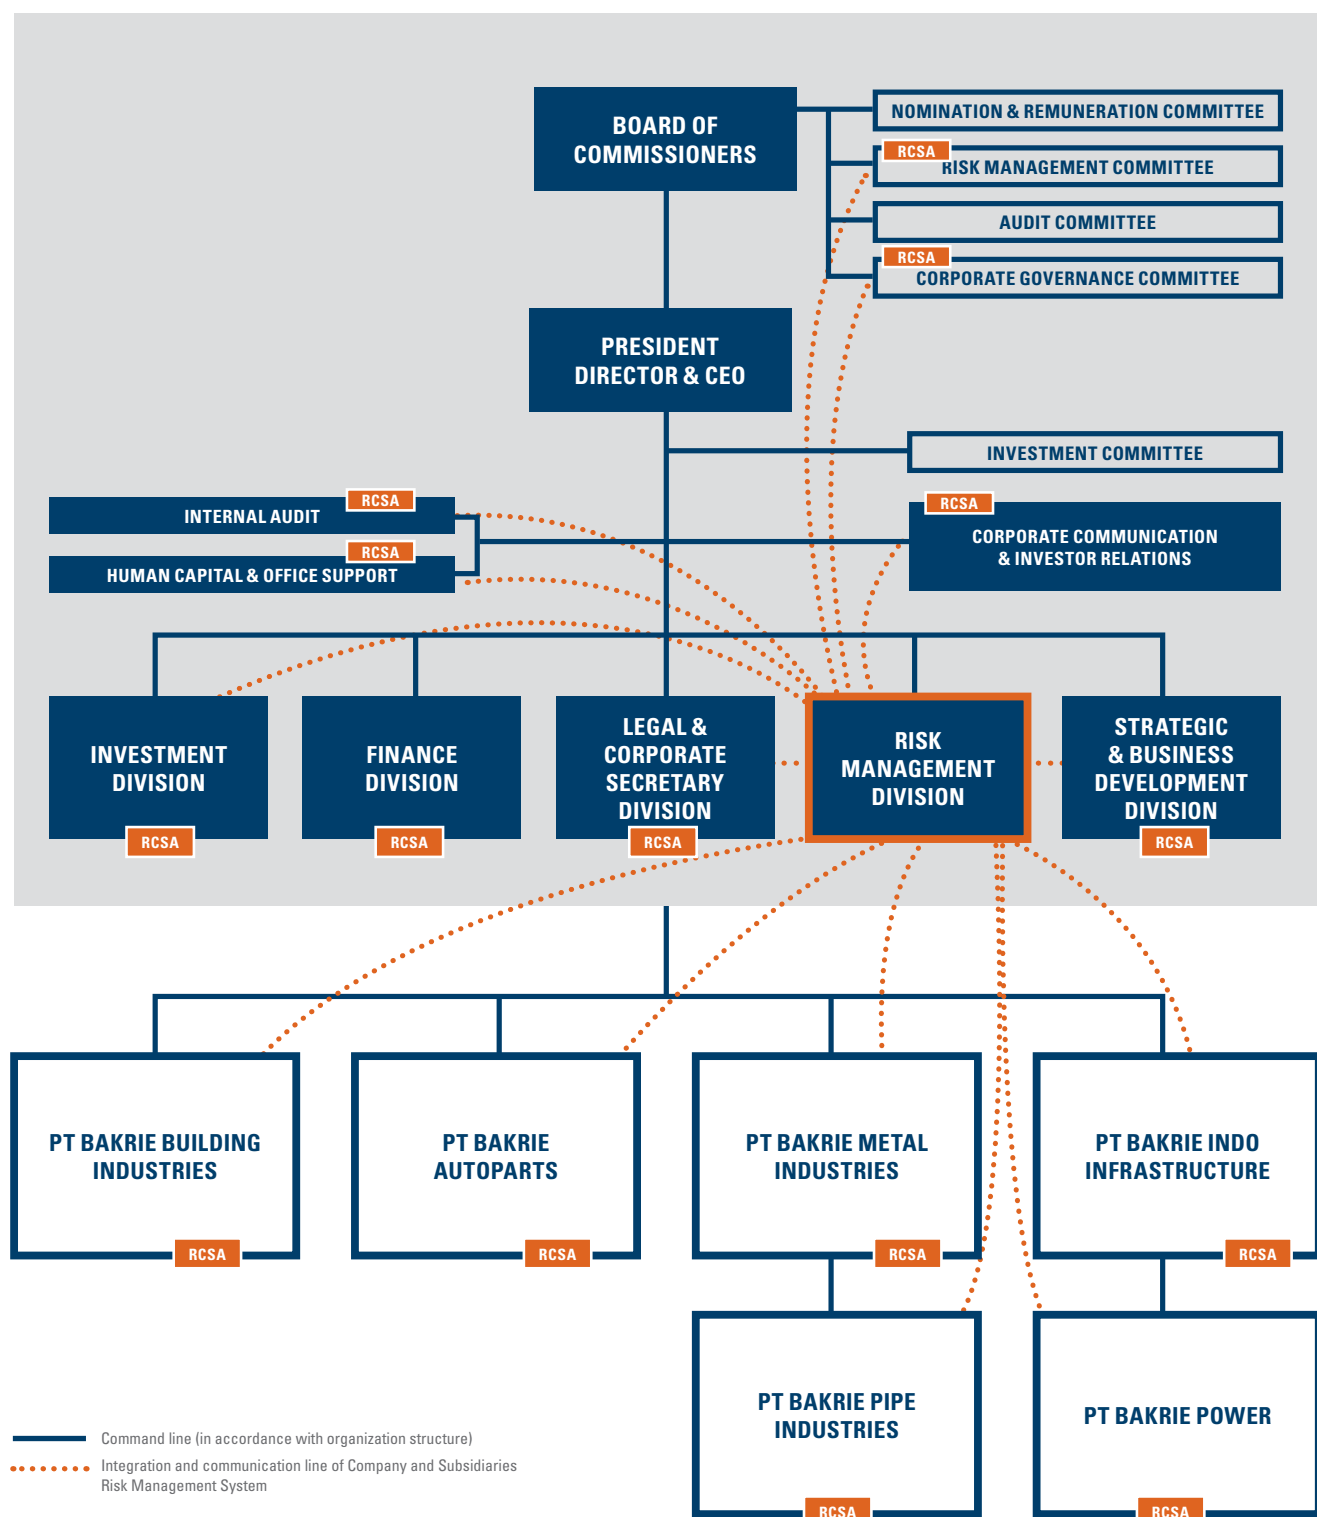 BOARD OF
COMMISSIONERS
NOMINATION & REMUNERATION COMMITTEE
RCSA
RISK MANAGEMENT COMMITTEE
AUDIT COMMITTEE
RCSA
CORPORATE GOVERNANCE COMMITTEE
PRESIDENT
DIRECTOR & CEO
INVESTMENT COMMITTEE
RCSA
INTERNAL AUDIT
RCSA
HUMAN CAPITAL & OFFICE SUPPORT
RCSA
CORPORATE COMMUNICATION
& INVESTOR RELATIONS
INVESTMENT
DIVISION
RCSA
FINANCE
DIVISION
RCSA
LEGAL &
CORPORATE
SECRETARY
DIVISION
RCSA
RISK
MANAGEMENT
DIVISION
STRATEGIC
& BUSINESS
DEVELOPMENT
DIVISION
RCSA
PT BAKRIE BUILDING
INDUSTRIES
RCSA
PT BAKRIE
AUTOPARTS
RCSA
PT BAKRIE METAL
INDUSTRIES
RCSA
PT BAKRIE INDO
INFRASTRUCTURE
RCSA
PT BAKRIE PIPE
INDUSTRIES
RCSA
PT BAKRIE POWER
RCSA
Command line (in accordance with organization structure)
Integration and communication line of Company and Subsidiaries
Risk Management System